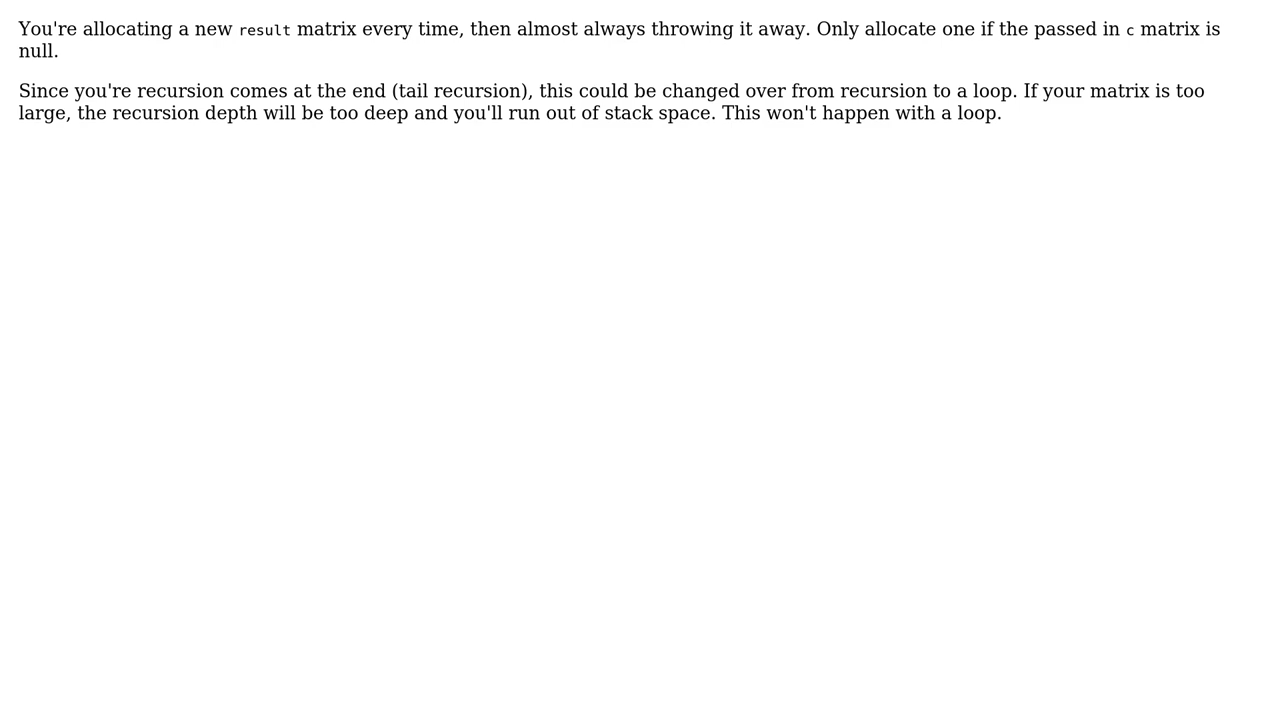 You're allocating a new result matrix every time, then almost always throwing it away. Only allocate one if the passed in c matrix is
null.
Since you're recursion comes at the end (tail recursion), this could be changed over from recursion to a loop. If your matrix is too
large, the recursion depth will be too deep and you'll run out of stack space. This won't happen with a loop.